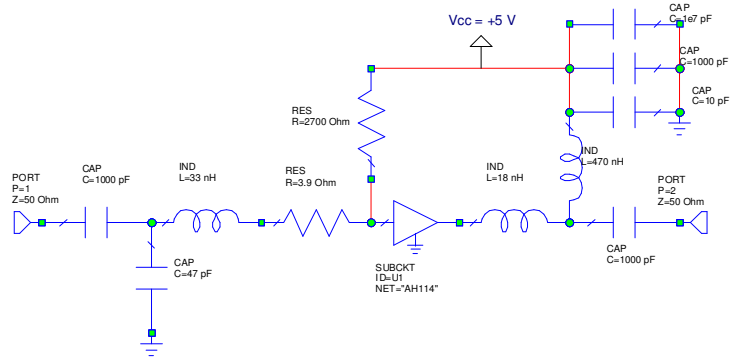 Vcc = +5 V
CAP
C=1e7 pF
CAP
C=1000 pF
CAP
C=10 pF
RES
R=2700 Ohm
IND
L=470 nH
PORT
P=1
Z=50 Ohm
CAP
C=1000 pF
IND
L=33 nH
RES
R=3.9 Ohm
IND
L=18 nH
PORT
P=2
Z=50 Ohm
CAP
C=47 pF
SUBCKT
ID=U1
NET="AH114"
CAP
C=1000 pF